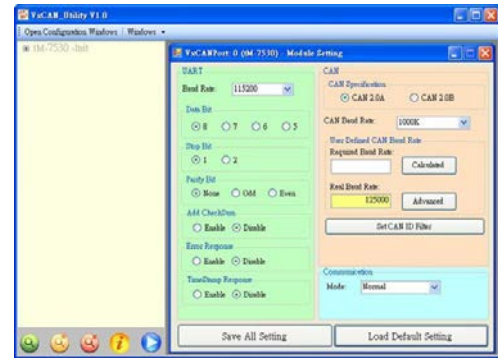 VxCAN_Utility V1.0
Open Configuration Windows Windows
tM-7530 -Init
VxCANPort: 0 (tM-7530) - Module Setting
UART
Baud Rate: 115200
Data Bit
8 7 6 5
Stop Bit
1 2
Parity Bit
None Odd Even
Add CheckSum
Enable Disable
Error Response
Enable Disable
TimeStamp Response
Enable Disable
CAN
CAN Specification
CAN 2.0A CAN 2.0B
CAN Baud Rate: 1000K
User Defined CAN Baud Rate
Required Baud Rate:
Calculated
Real Baud Rate:
125000 Advanced
Set CAN ID Filter
Communication
Mode: Normal
Save All Setting Load Default Setting